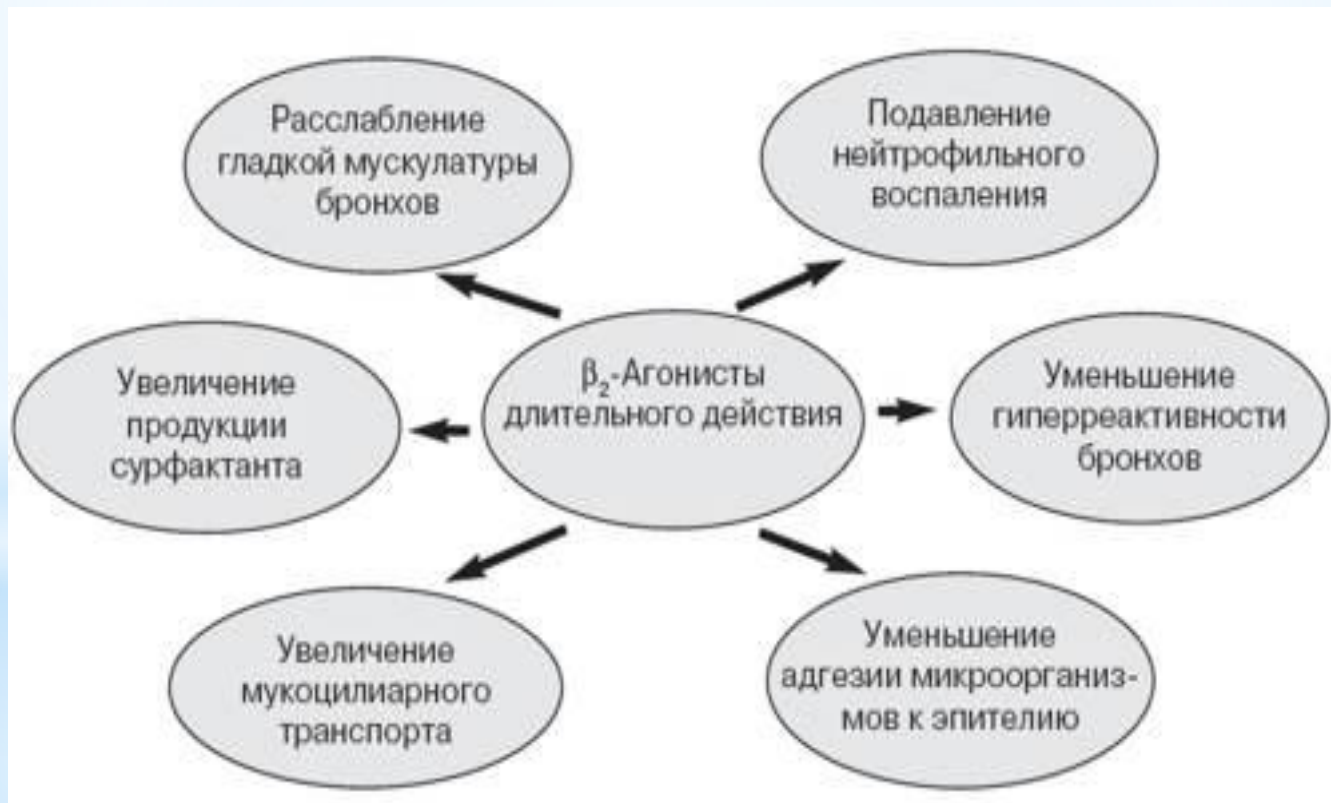 Расслабление
гладкой мускулатуры
бронхов
Подавление
нейтрофильного
воспаления
Увеличение
продукции
сурфактанта
β₂-Агонисты
длительного действия
Уменьшение
гиперреактивности
бронхов
Увеличение
мукоцилиарного
транспорта
Уменьшение
адгезии микроорганиз-
мов к эпителию